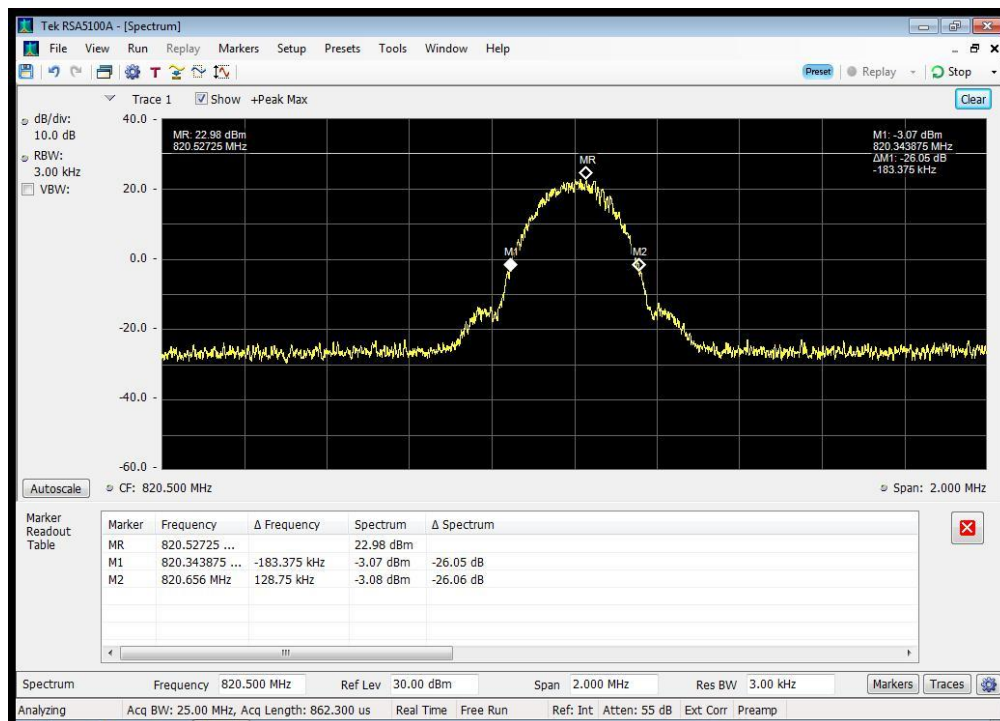 Tek RSA5100A - [Spectrum]
File View Run Replay Markers Setup Presets Tools Window Help
T Preset Replay Stop
Trace 1 Show +Peak Max Clear
dB/div:
10.0 dB
RBW:
3.00 kHz
VBW:
40.0
20.0
0.0
-20.0
-40.0
-60.0
MR: 22.98 dBm
820.52725 MHz
M1: -3.07 dBm
820.343875 MHz
ΔM1: -26.05 dB
-183.375 kHz
MR
M1
M2
Autoscale CF: 820.500 MHz Span: 2.000 MHz
Marker
Readout
Table
Marker Frequency Δ Frequency Spectrum Δ Spectrum
MR 820.52725 ... 22.98 dBm
M1 820.343875 ... -183.375 kHz -3.07 dBm -26.05 dB
M2 820.656 MHz 128.75 kHz -3.08 dBm -26.06 dB
Spectrum Frequency 820.500 MHz Ref Lev 30.00 dBm Span 2.000 MHz Res BW 3.00 kHz Markers Traces
Analyzing Acq BW: 25.00 MHz, Acq Length: 862.300 us Real Time Free Run Ref: Int Atten: 55 dB Ext Corr Preamp